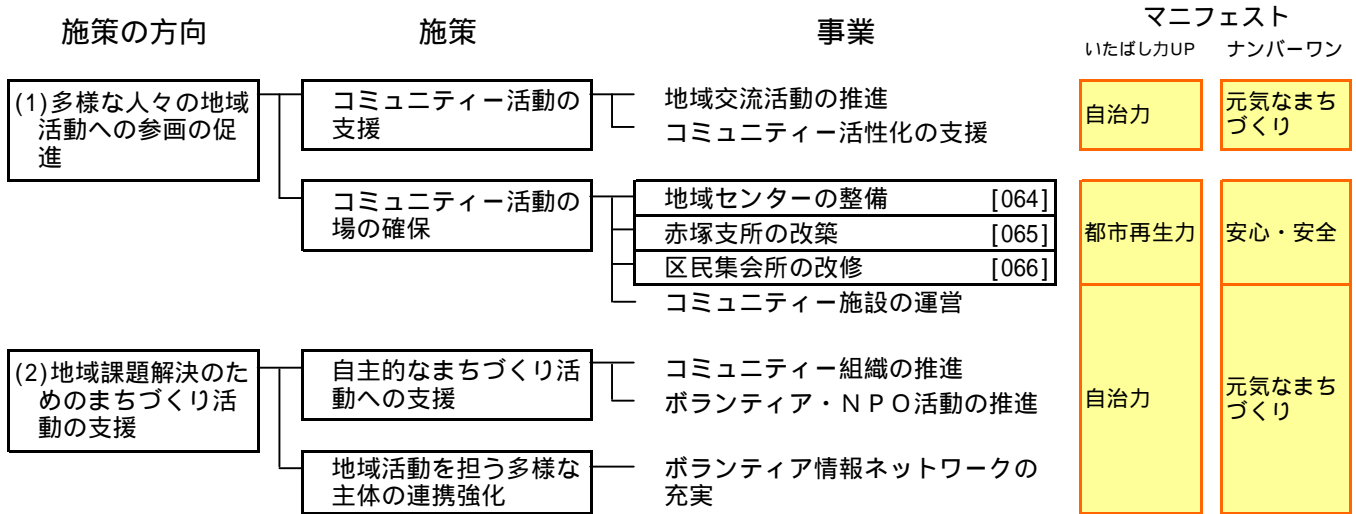 施策の方向
施策
事業
マニフェスト
いたばし力UP
ナンバーワン
(1)多様な人々の地域
活動への参画の促
進
コミュニティー活動の
支援
地域交流活動の推進
コミュニティー活性化の支援
自治力
元気なまち
づくり
コミュニティー活動の
場の確保
地域センターの整備 [064]
赤塚支所の改築 [065]
区民集会所の改修 [066]
コミュニティー施設の運営
都市再生力
安心・安全
(2)地域課題解決のた
めのまちづくり活
動の支援
自主的なまちづくり活
動への支援
コミュニティー組織の推進
ボランティア・ＮＰＯ活動の推進
自治力
元気なまち
づくり
地域活動を担う多様な
主体の連携強化
ボランティア情報ネットワークの
充実